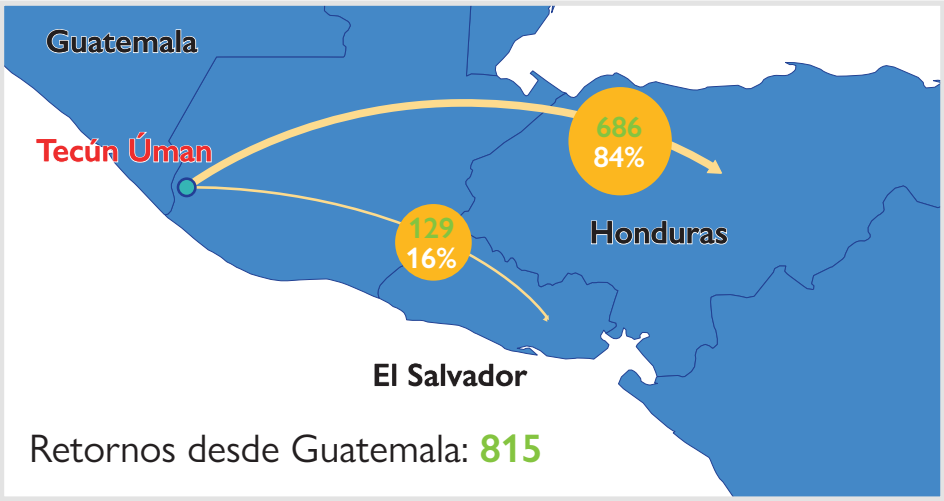 Guatemala
Tecún Úman
686
84%
129
16%
Honduras
El Salvador
Retornos desde Guatemala: 815